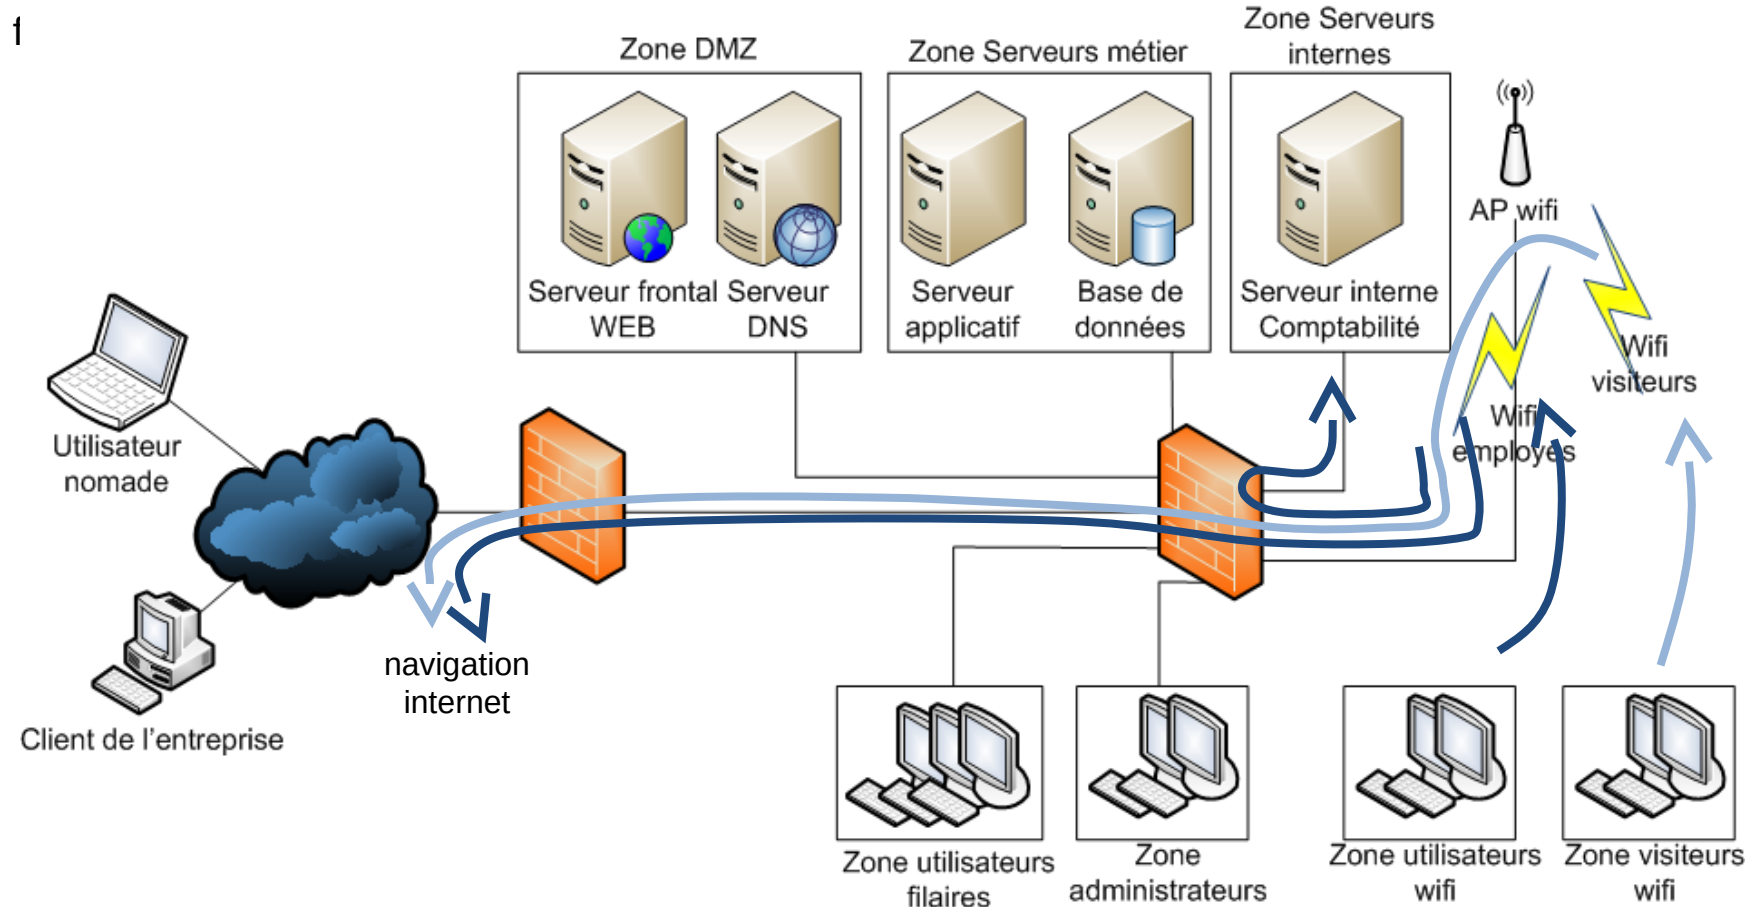 Zone Serveurs
internes
Zone DMZ
Zone Serveurs métier
AP wifi
Serveur frontal
WEB
Serveur
DNS
Serveur
applicatif
Base de
données
Serveur interne
Comptabilité
Wifi
visiteurs
Wifi
employés
Utilisateur
nomade
navigation
internet
Client de l'entreprise
Zone utilisateurs
filaires
Zone
administrateurs
Zone utilisateurs
wifi
Zone visiteurs
wifi